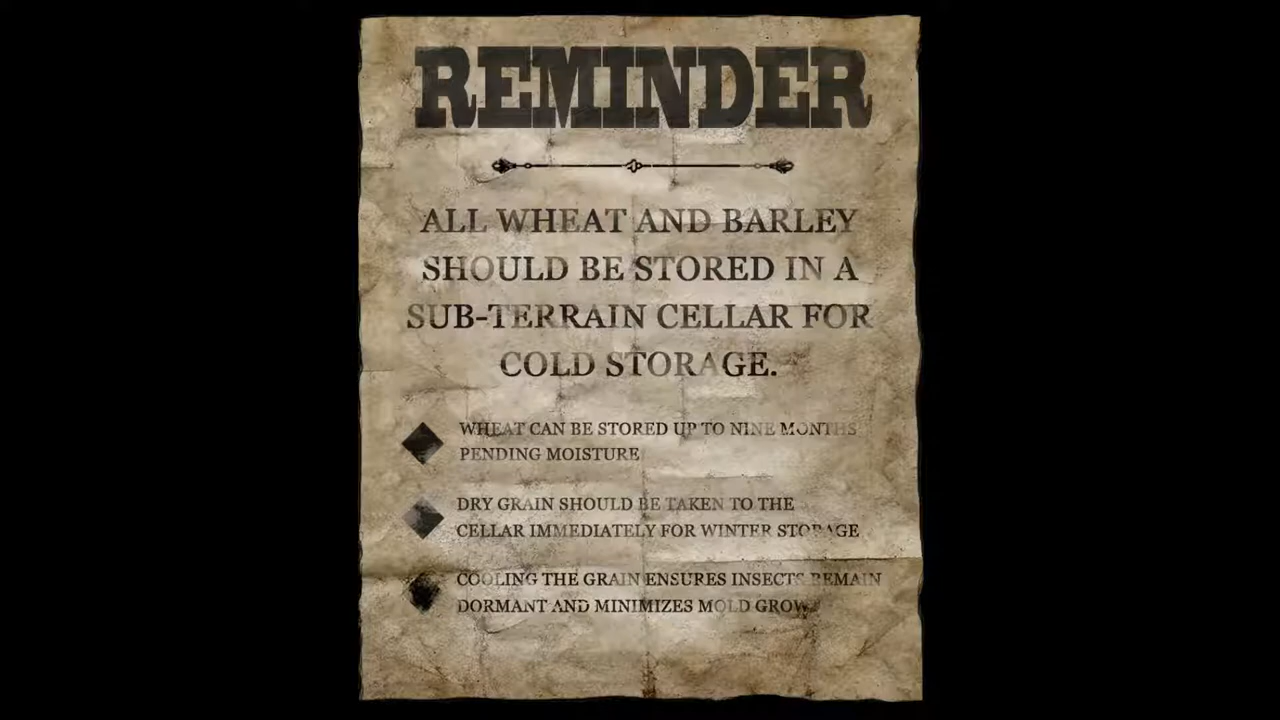 REMINDER
ALL WHEAT AND BARLEY
SHOULD BE STORED IN A
SUB-TERRAIN CELLAR FOR
COLD STORAGE.
WHEAT CAN BE STORED UP TO NINE MONTHS
PENDING MOISTURE
DRY GRAIN SHOULD BE TAKEN TO THE
CELLAR IMMEDIATELY FOR WINTER STORAGE
COOLING THE GRAIN ENSURES INSECTS REMAIN
DORMANT AND MINIMIZES MOLD